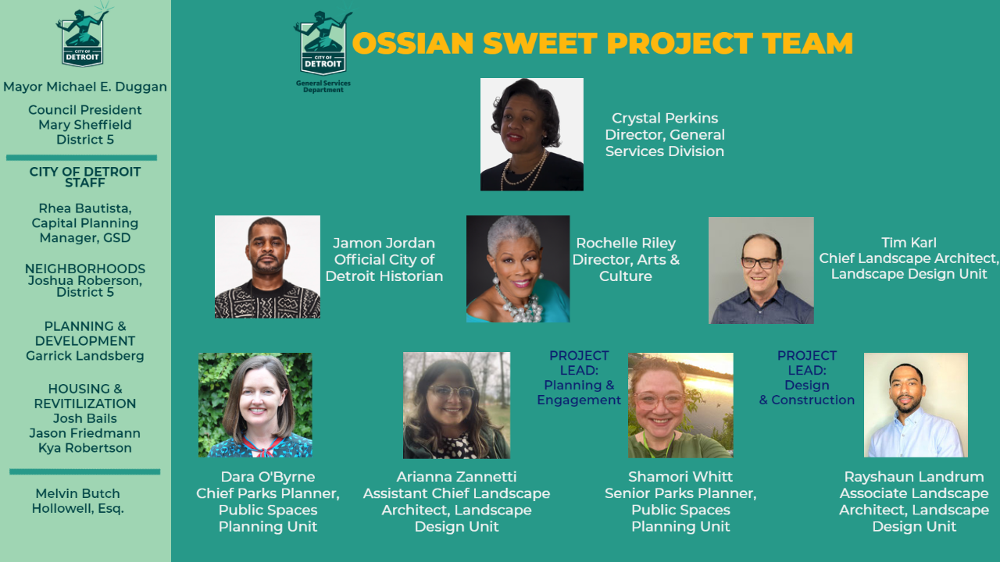 CITY OF
DETROIT
Mayor Michael E. Duggan
Council President
Mary Sheffield
District 5
CITY OF DETROIT
STAFF
Rhea Bautista,
Capital Planning
Manager, GSD
NEIGHBORHOODS
Joshua Roberson,
District 5
PLANNING &
DEVELOPMENT
Garrick Landsberg
HOUSING &
REVITILIZATION
Josh Bails
Jason Friedmann
Kya Robertson
Melvin Butch
Hollowell, Esq.
CITY OF
DETROIT
General Services
Department
OSSIAN SWEET PROJECT TEAM
Crystal Perkins
Director, General
Services Division
Jamon Jordan
Official City of
Detroit Historian
Rochelle Riley
Director, Arts &
Culture
Tim Karl
Chief Landscape Architect,
Landscape Design Unit
Dara O'Byrne
Chief Parks Planner,
Public Spaces
Planning Unit
Arianna Zannetti
Assistant Chief Landscape
Architect, Landscape
Design Unit
PROJECT
LEAD:
Planning &
Engagement
Shamori Whitt
Senior Parks Planner,
Public Spaces
Planning Unit
PROJECT
LEAD:
Design
& Construction
Rayshaun Landrum
Associate Landscape
Architect, Landscape
Design Unit